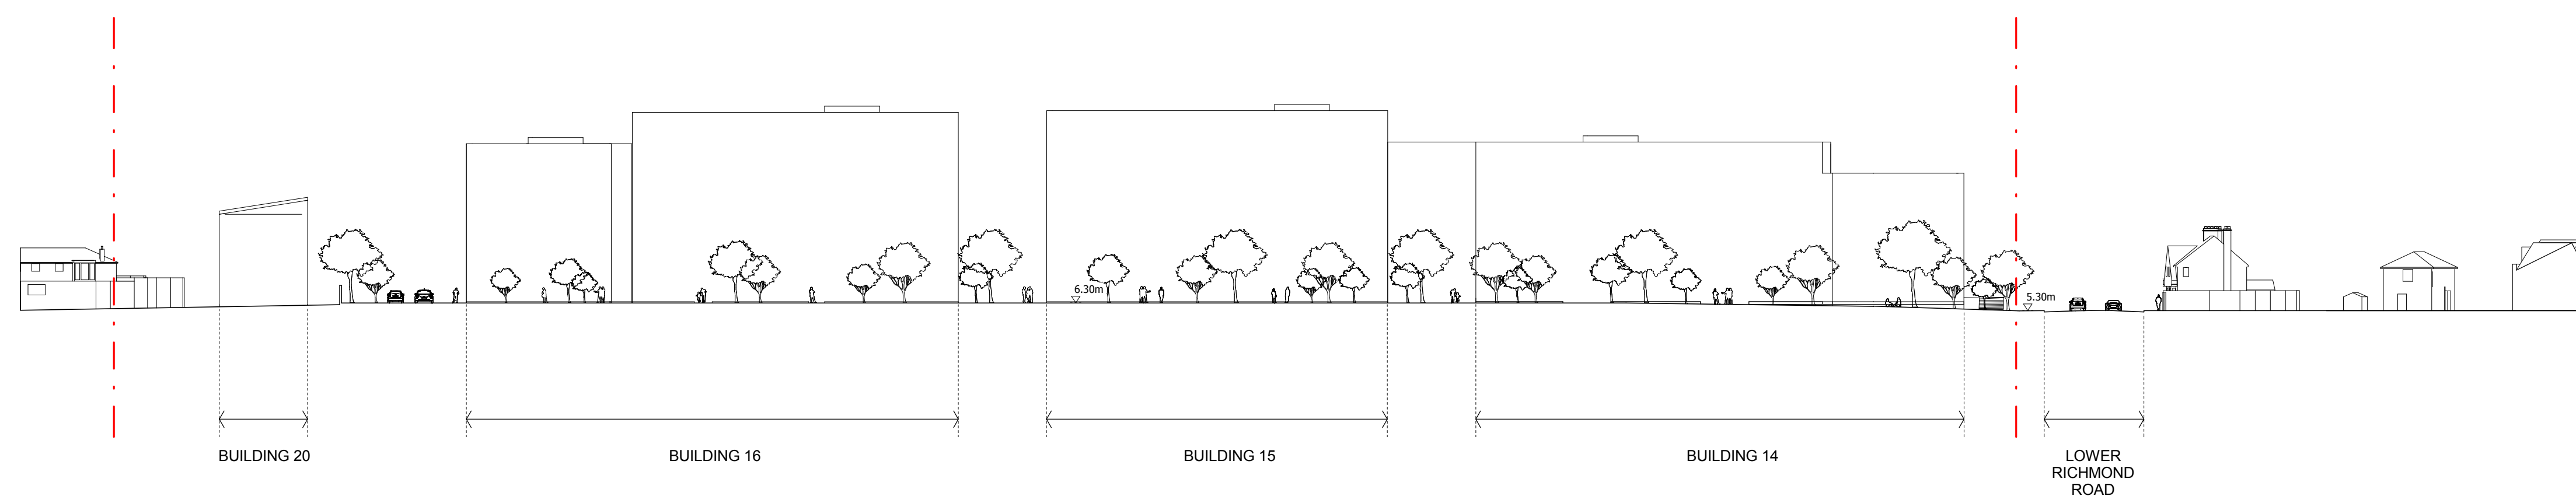 6.30m
5.30m
BUILDING 20
BUILDING 16
BUILDING 15
BUILDING 14
LOWER
RICHMOND
ROAD